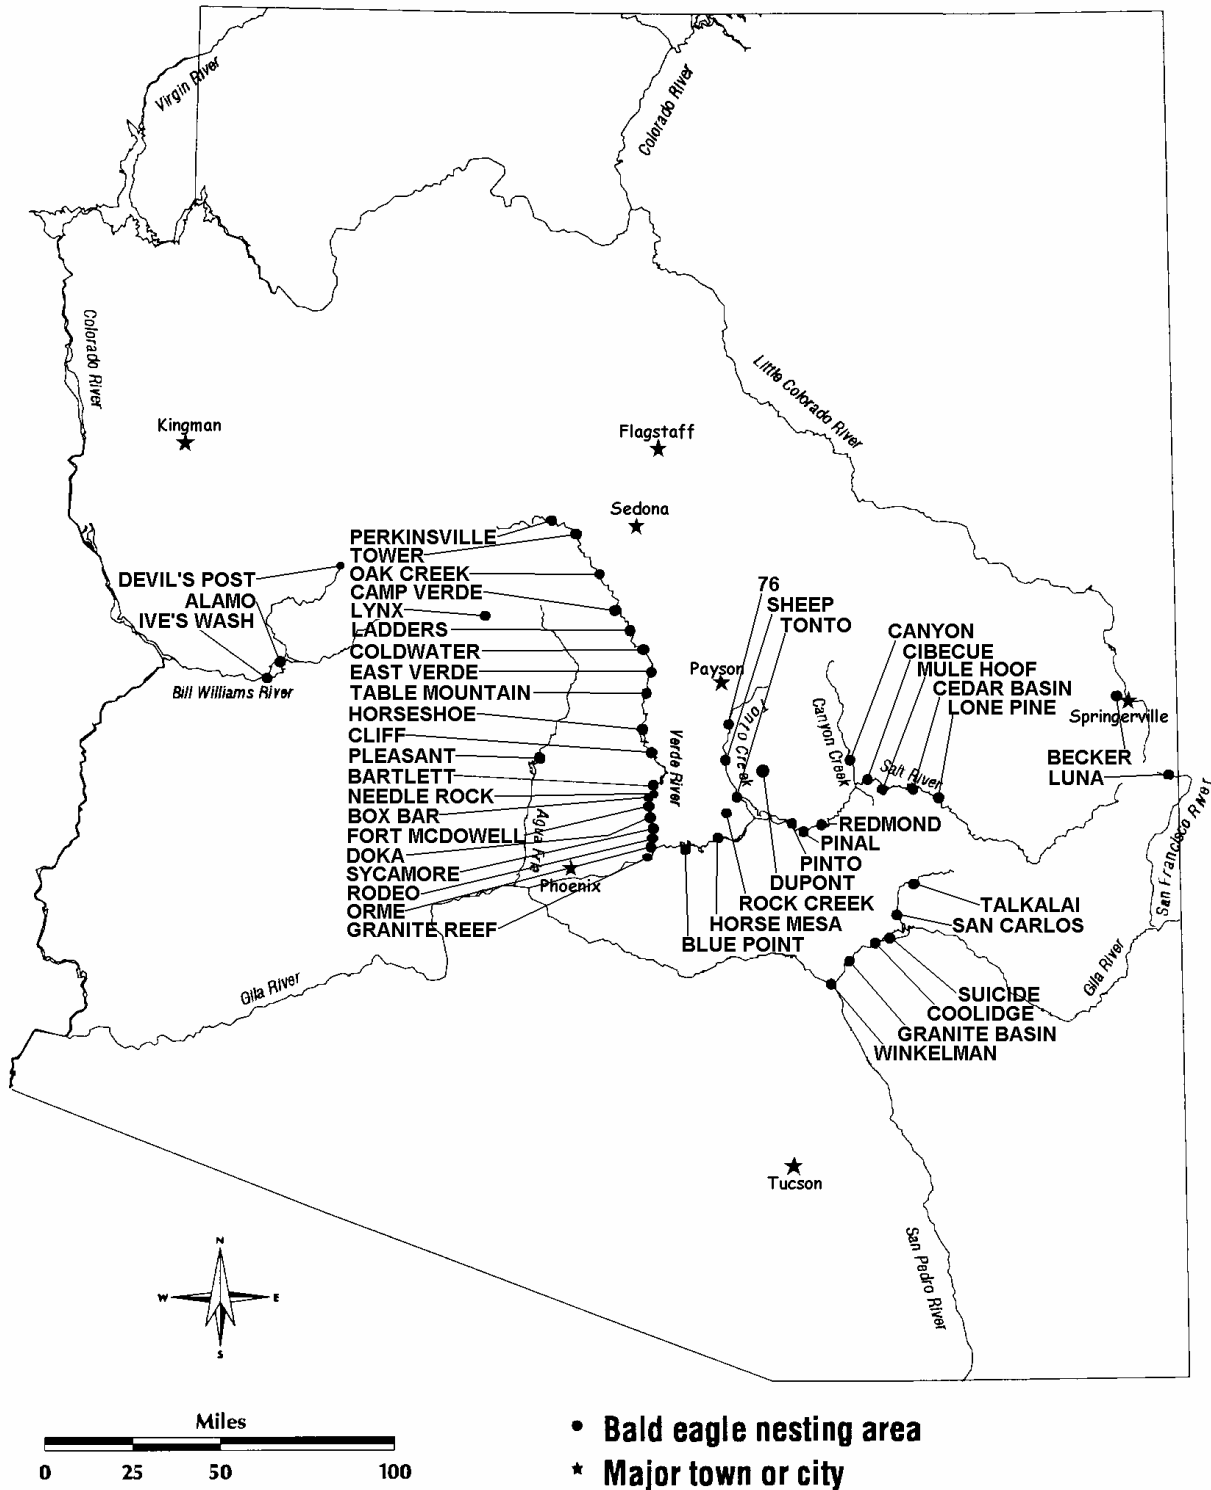 Virgin River
Colorado River
Colorado River
Little Colorado River
Kingman
Flagstaff
Sedona
PERKINSVILLE
TOWER
OAK CREEK
CAMP VERDE
LYNX
LADDERS
COLDWATER
EAST VERDE
TABLE MOUNTAIN
HORSESHOE
CLIFF
PLEASANT
BARTLETT
NEEDLE ROCK
BOX BAR
FORT MCDOWELL
DOKA
SYCAMORE
RODEO
ORME
GRANITE REEF
DEVIL'S POST
ALAMO
IVE'S WASH
Bill Williams River
76
SHEEP
TONTO
Payson
Tonto Creek
Verde River
Agua Fria
Phoenix
Canyon Creek
CANYON
CIBECUE
MULE HOOF
CEDAR BASIN
LONE PINE
Salt River
Springerville
BECKER
LUNA
San Francisco River
REDMOND
PINAL
PINTO
DUPONT
ROCK CREEK
HORSE MESA
BLUE POINT
TALKALAI
SAN CARLOS
Gila River
Gila River
SUICIDE
COOLIDGE
GRANITE BASIN
WINKELMAN
Tucson
San Pedro River
N
W E
S
Miles
0 25 50 100
Bald eagle nesting area
Major town or city